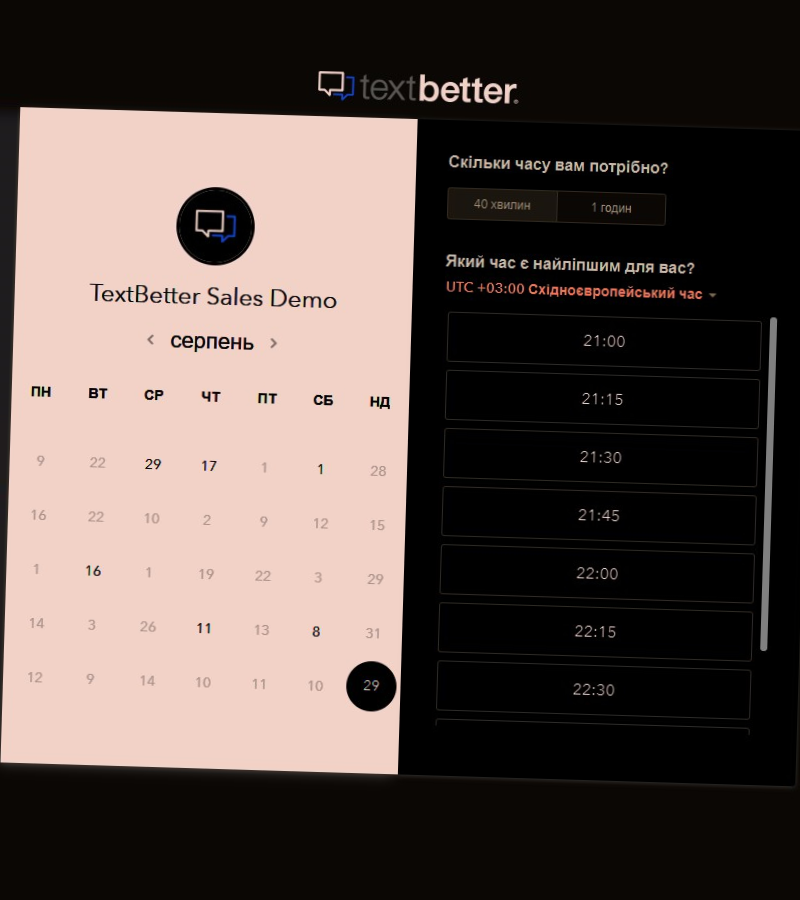 textbetter.
TextBetter Sales Demo
серпень
ПН ВТ СР ЧТ ПТ СБ НД
9 22 29 17 1 1 28
16 22 10 2 9 12 15
1 16 1 19 22 3 29
14 3 26 11 13 8 31
12 9 14 10 11 10 29
Скільки часу вам потрібно?
40 хвилин 1 годин
Який час є найліпшим для вас?
UTC +03:00 Східноєвропейський час
21:00
21:15
21:30
21:45
22:00
22:15
22:30